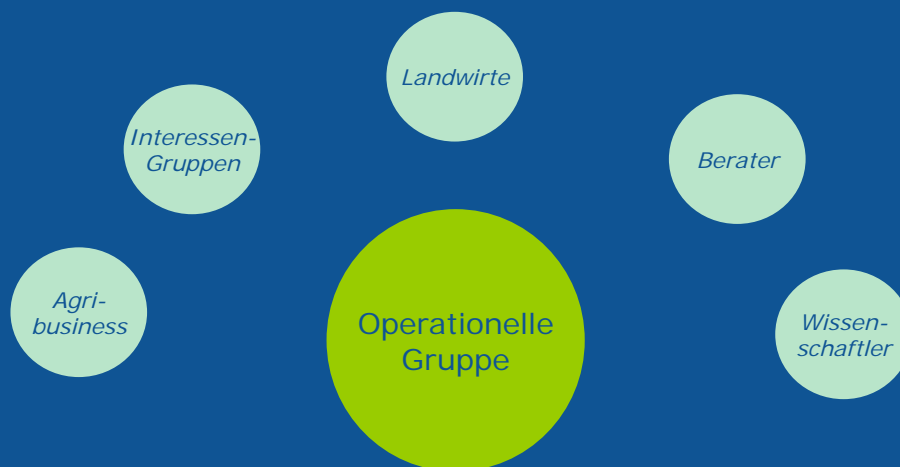 Landwirte
Interessen-
Gruppen
Berater
Agri-
business
Operationelle
Gruppe
Wissen-
schaftler